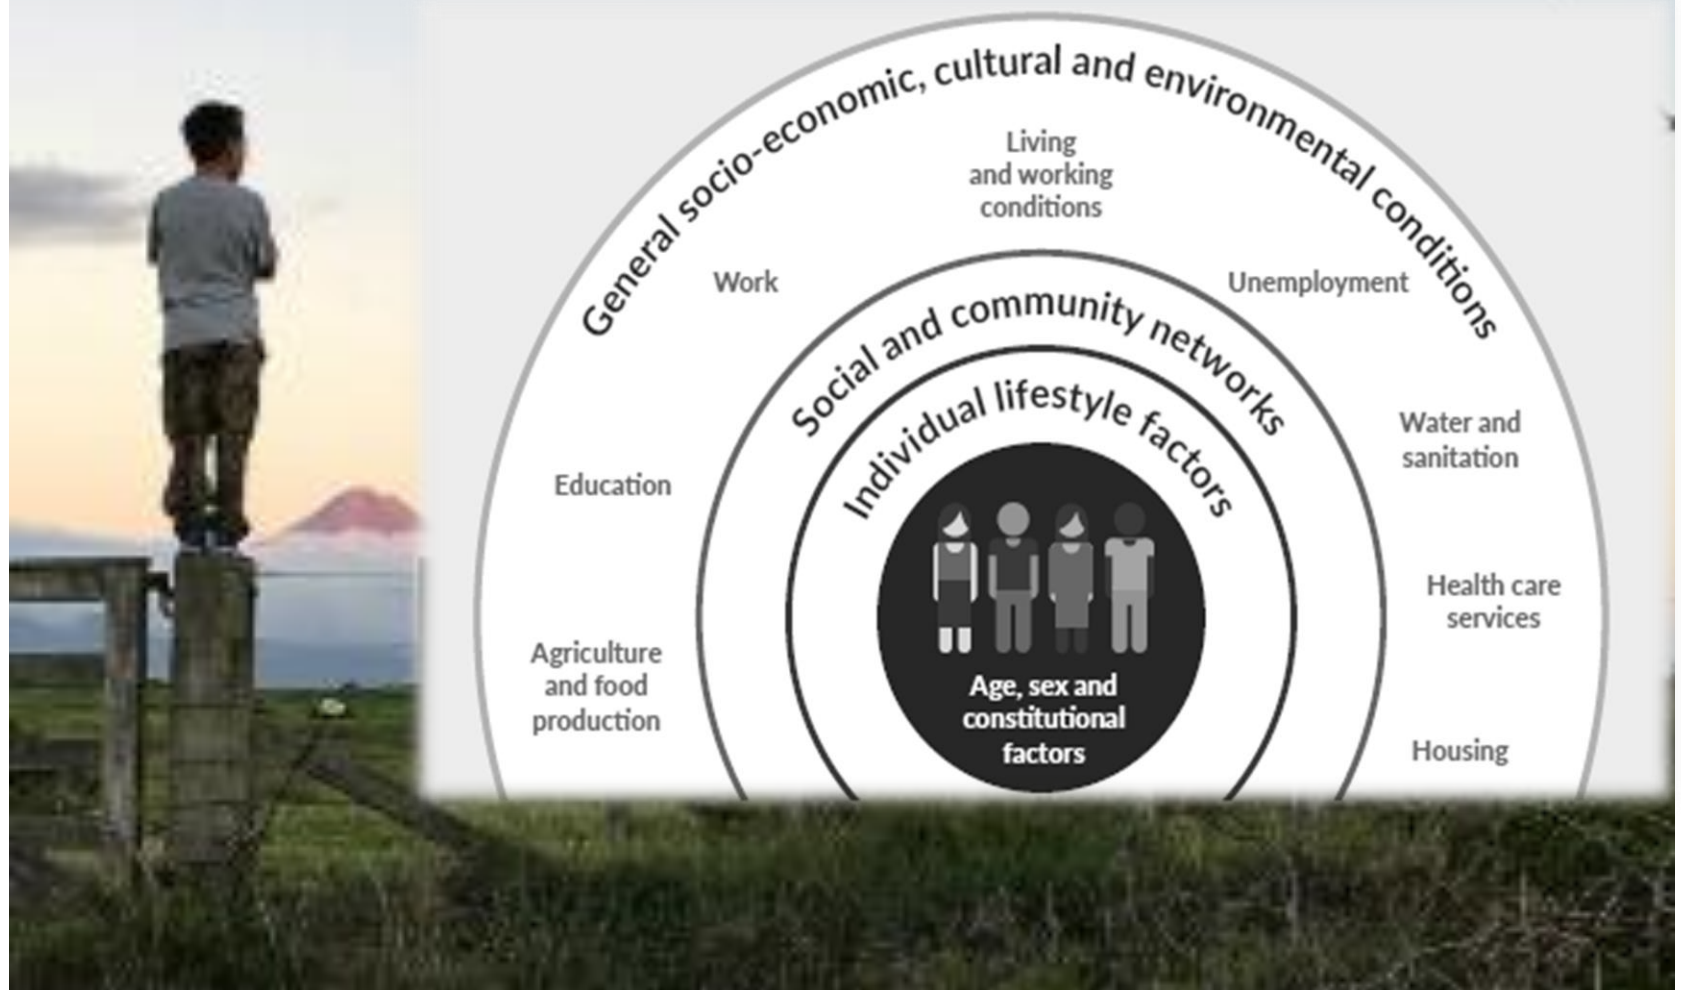 General socio-economic, cultural and environmental conditions
Living
and working
conditions
Work
Unemployment
Social and community networks
Individual lifestyle factors
Water and
sanitation
Education
Health care
services
Agriculture
and food
production
Age, sex and
constitutional
factors
Housing